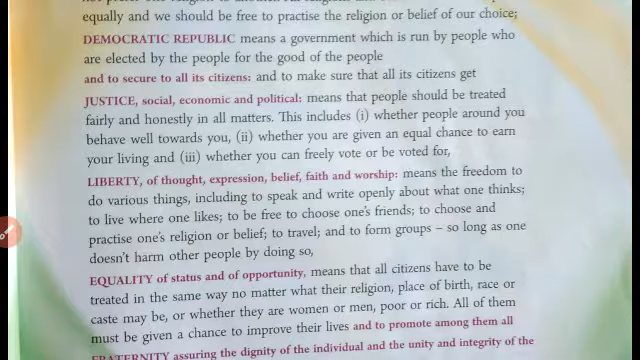 equally and we should be free to practise the religion or belief of our choice;
DEMOCRATIC REPUBLIC means a government which is run by people who
are elected by the people for the good of the people
and to secure to all its citizens: and to make sure that all its citizens get
JUSTICE, social, economic and political: means that people should be treated
fairly and honestly in all matters. This includes (i) whether people around you
behave well towards you, (ii) whether you are given an equal chance to earn
your living and (iii) whether you can freely vote or be voted for,
LIBERTY, of thought, expression, belief, faith and worship: means the freedom to
do various things, including to speak and write openly about what one thinks;
to live where one likes; to be free to choose one's friends; to choose and
practise one's religion or belief; to travel; and to form groups – so long as one
doesn't harm other people by doing so,
EQUALITY of status and of opportunity, means that all citizens have to be
treated in the same way no matter what their religion, place of birth, race or
caste may be, or whether they are women or men, poor or rich. All of them
must be given a chance to improve their lives and to promote among them all
FRATERNITY assuring the dignity of the individual and the unity and integrity of the